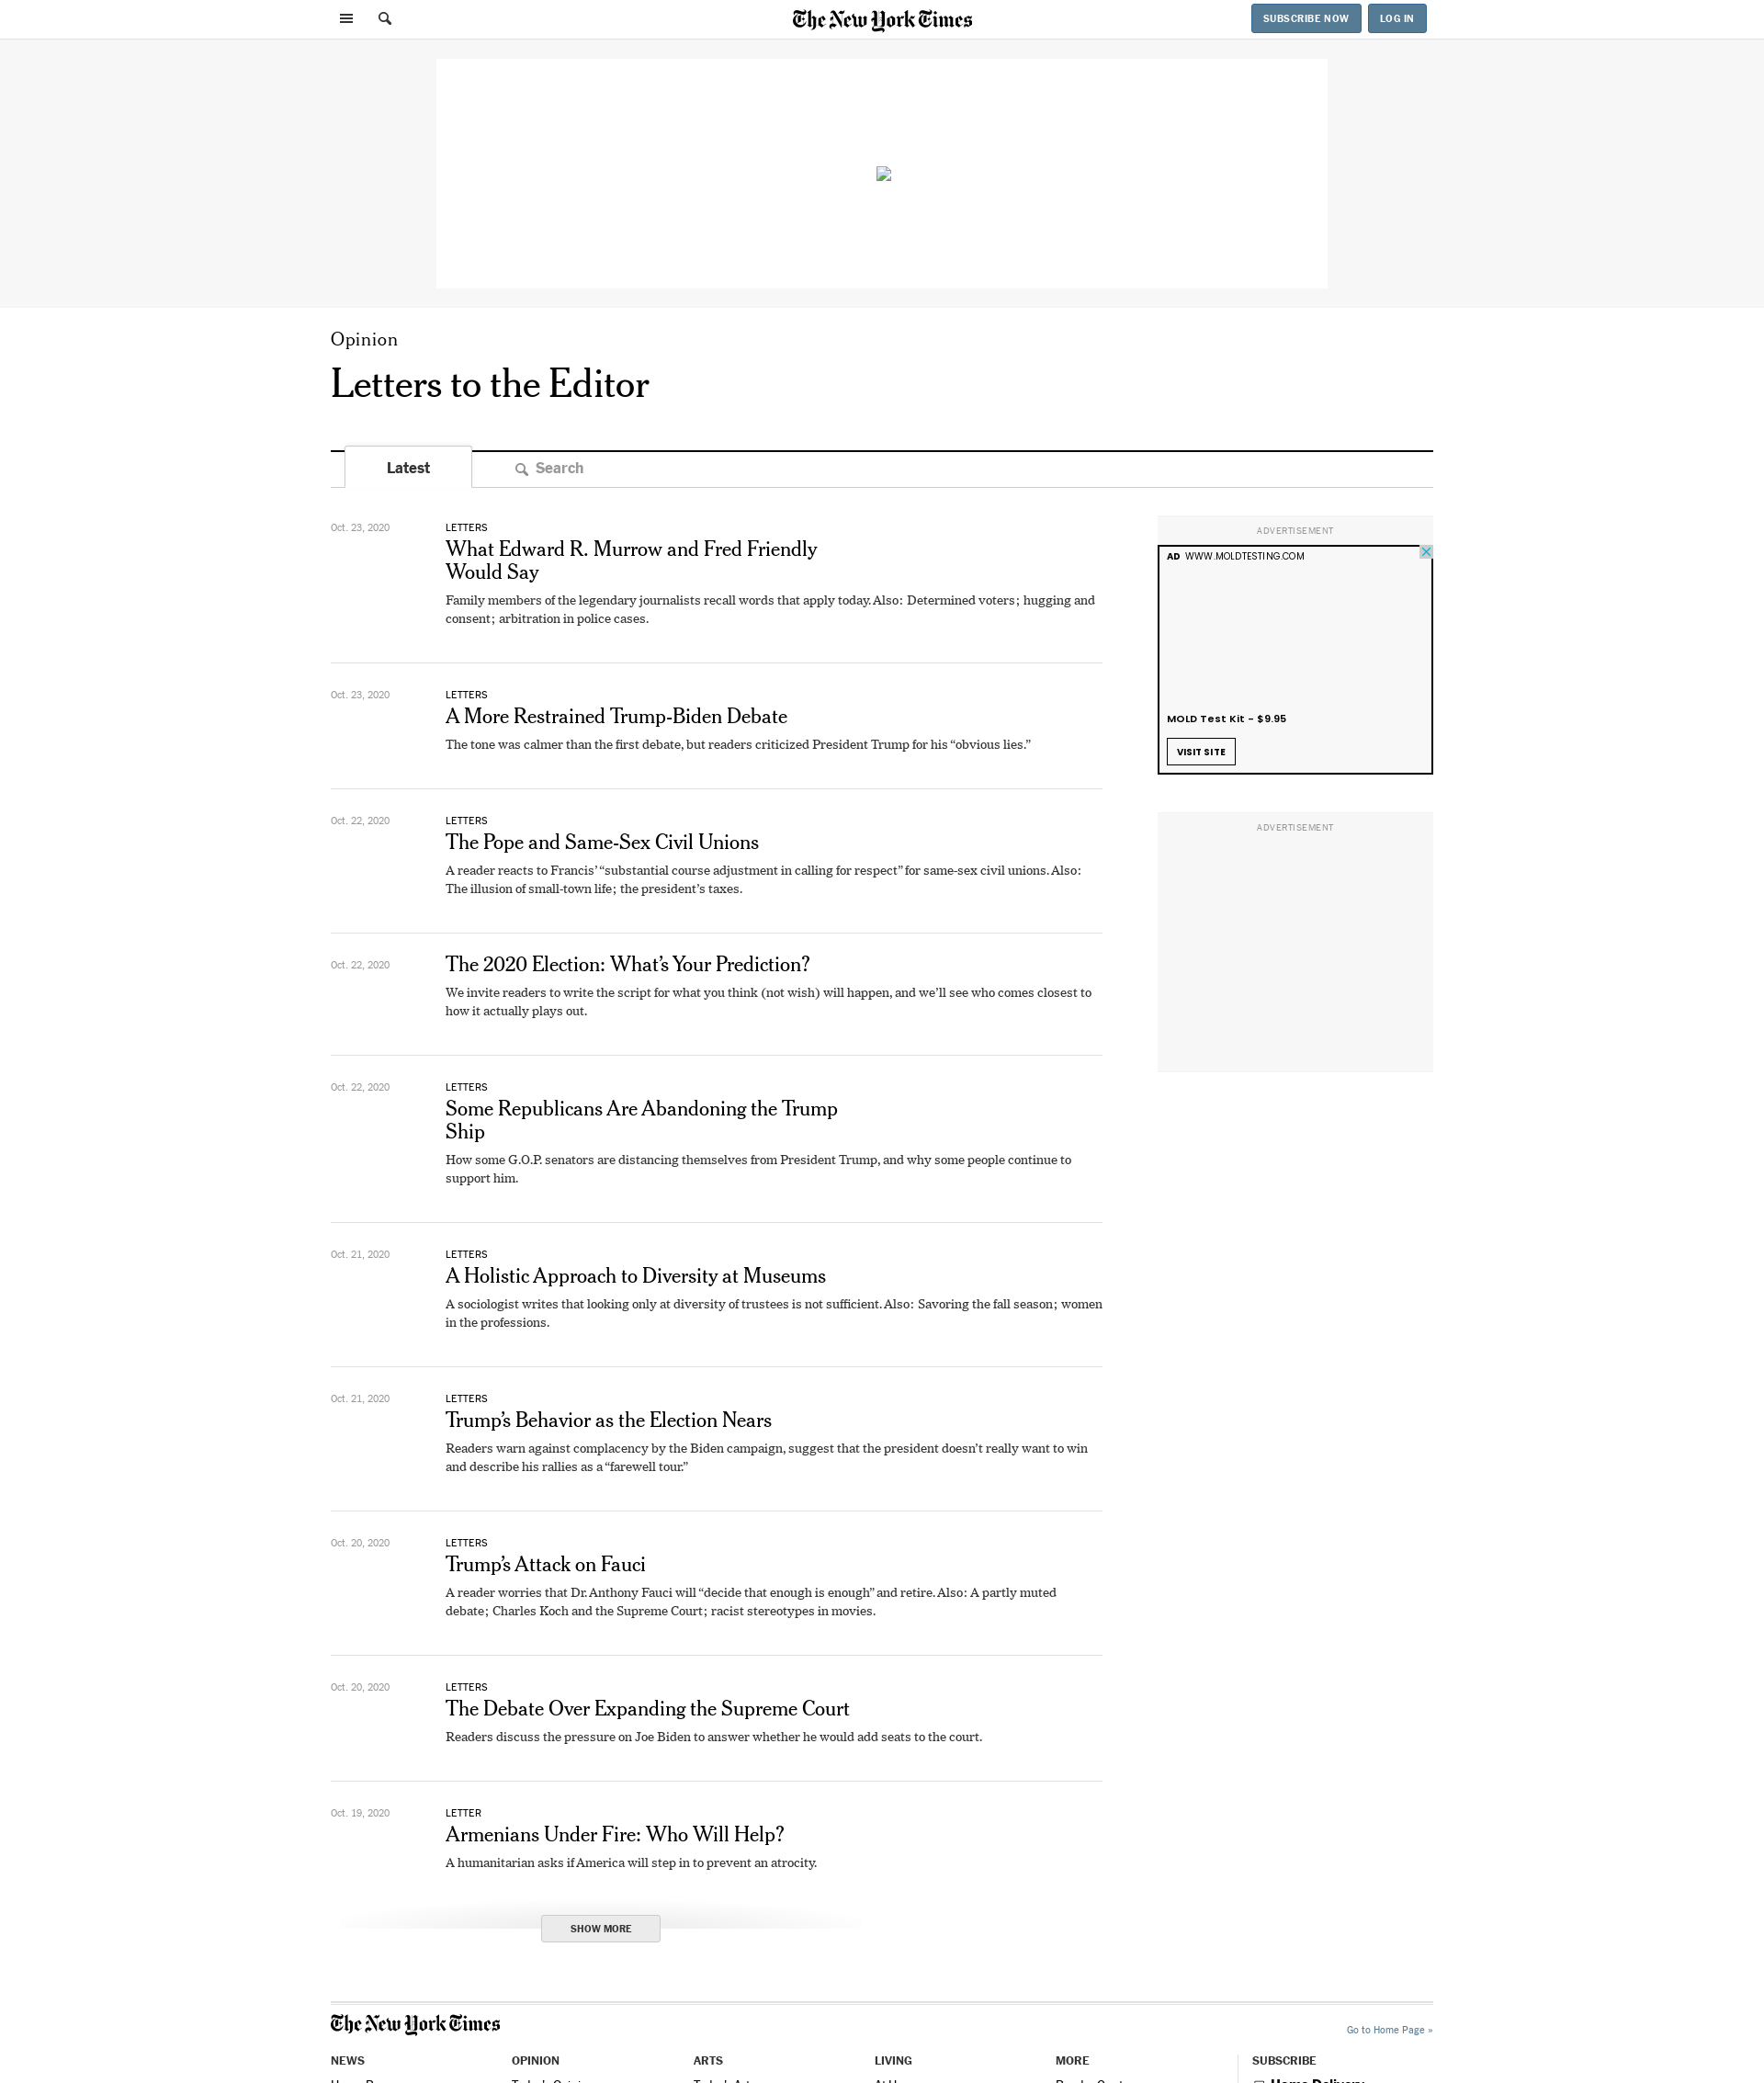 The New York Times
SUBSCRIBE NOW
LOG IN
Opinion
Letters to the Editor
Latest
Search
Oct. 23, 2020
LETTERS
What Edward R. Murrow and Fred Friendly
Would Say
Family members of the legendary journalists recall words that apply today. Also: Determined voters; hugging and
consent; arbitration in police cases.
Oct. 23, 2020
LETTERS
A More Restrained Trump-Biden Debate
The tone was calmer than the first debate, but readers criticized President Trump for his “obvious lies.”
Oct. 22, 2020
LETTERS
The Pope and Same-Sex Civil Unions
A reader reacts to Francis’ “substantial course adjustment in calling for respect” for same-sex civil unions. Also:
The illusion of small-town life; the president’s taxes.
Oct. 22, 2020
The 2020 Election: What’s Your Prediction?
We invite readers to write the script for what you think (not wish) will happen, and we’ll see who comes closest to
how it actually plays out.
Oct. 22, 2020
LETTERS
Some Republicans Are Abandoning the Trump
Ship
How some G.O.P. senators are distancing themselves from President Trump, and why some people continue to
support him.
Oct. 21, 2020
LETTERS
A Holistic Approach to Diversity at Museums
A sociologist writes that looking only at diversity of trustees is not sufficient. Also: Savoring the fall season; women
in the professions.
Oct. 21, 2020
LETTERS
Trump’s Behavior as the Election Nears
Readers warn against complacency by the Biden campaign, suggest that the president doesn’t really want to win
and describe his rallies as a “farewell tour.”
Oct. 20, 2020
LETTERS
Trump’s Attack on Fauci
A reader worries that Dr. Anthony Fauci will “decide that enough is enough” and retire. Also: A partly muted
debate; Charles Koch and the Supreme Court; racist stereotypes in movies.
Oct. 20, 2020
LETTERS
The Debate Over Expanding the Supreme Court
Readers discuss the pressure on Joe Biden to answer whether he would add seats to the court.
Oct. 19, 2020
LETTER
Armenians Under Fire: Who Will Help?
A humanitarian asks if America will step in to prevent an atrocity.
SHOW MORE
ADVERTISEMENT
AD WWW.MOLDTESTING.COM
MOLD Test Kit - $9.95
VISIT SITE
ADVERTISEMENT
The New York Times
Go to Home Page »
NEWS
OPINION
ARTS
LIVING
MORE
SUBSCRIBE
Home Delivery